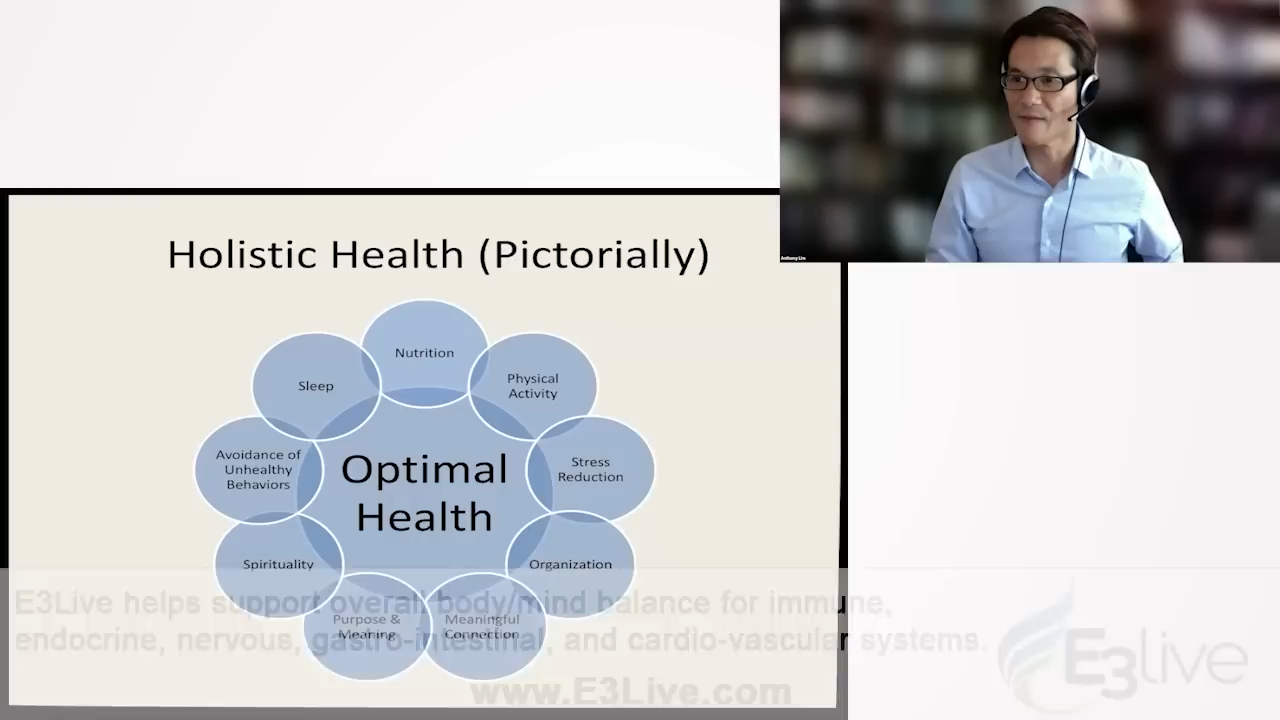 Anthony Lim
Holistic Health (Pictorially)
Nutrition
Physical
Activity
Stress
Reduction
Organization
Meaningful
Connection
Purpose &
Meaning
Spirituality
Avoidance of
Unhealthy
Behaviors
Sleep
Optimal
Health
E3Live helps support overall body/mind balance for immune,
endocrine, nervous, gastro-intestinal, and cardio-vascular systems.
www.E3Live.com
E3live